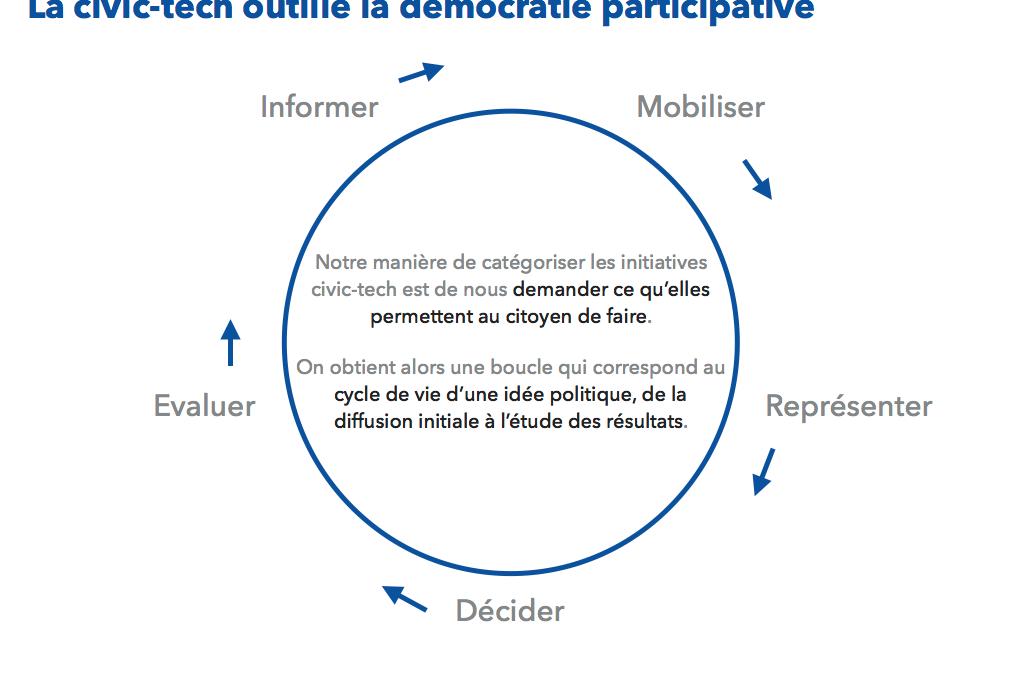 La civic-tech outille la démocratie participative
Informer
Mobiliser
Notre manière de catégoriser les initiatives
civic-tech est de nous demander ce qu’elles
permettent au citoyen de faire.
On obtient alors une boucle qui correspond au
cycle de vie d’une idée politique, de la
diffusion initiale à l’étude des résultats.
Evaluer
Représenter
Décider